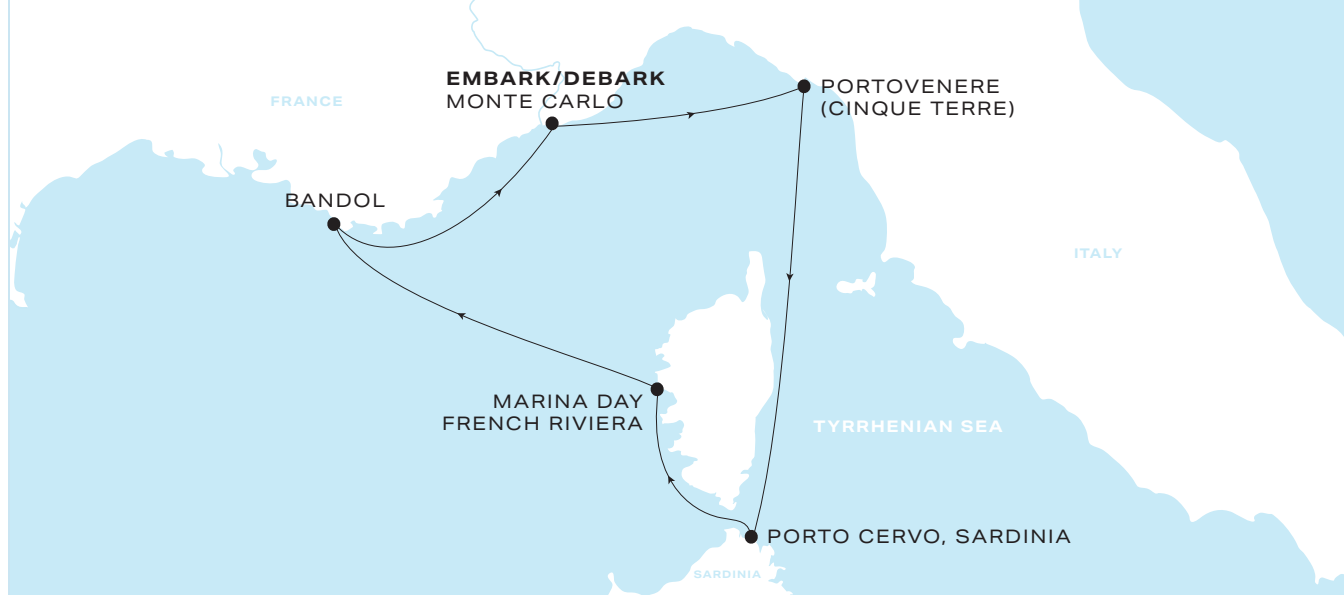 EMBARK/DEBARK
MONTE CARLO
PORTOVENERE
(CINQUE TERRE)
FRANCE
BANDOL
ITALY
MARINA DAY
FRENCH RIVIERA
TYRRHENIAN SEA
PORTO CERVO, SARDINIA
SARDINIA